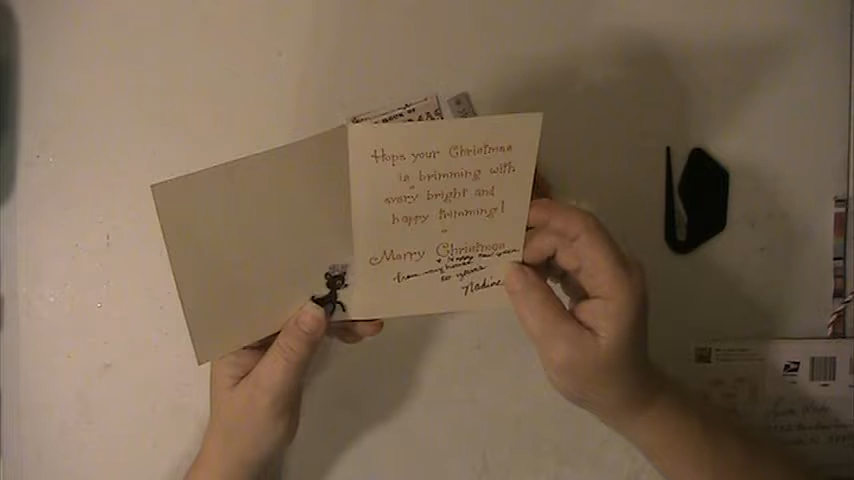 Hope your Christmas
is brimming with
every bright and
happy twimming!
Merry Christmas
+ Happy New Year
from my house
to yours
Nadine